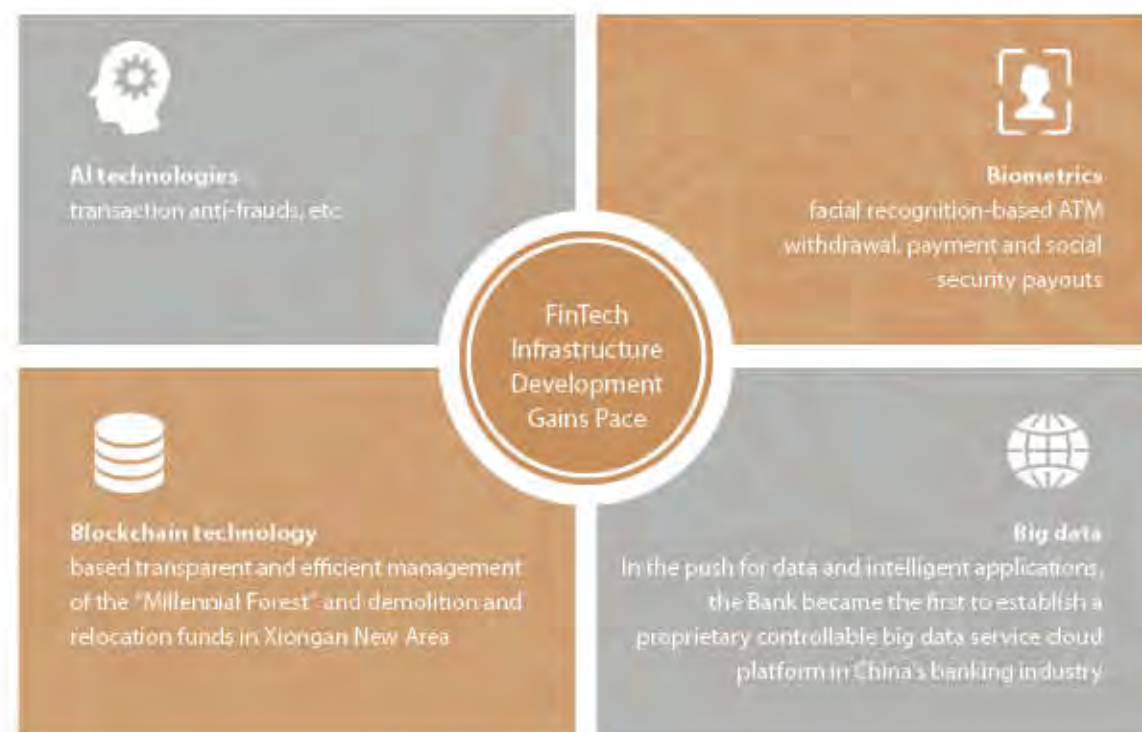 AI technologies
transaction anti-frauds, etc
Biometrics
facial recognition-based ATM
withdrawal, payment and social
security payouts
FinTech
Infrastructure
Development
Gains Pace
Blockchain technology
based transparent and efficient management
of the "Millennial Forest" and demolition and
relocation funds in Xiongan New Area
Big data
In the push for data and intelligent applications,
the Bank became the first to establish a
proprietary controllable big data service cloud
platform in China's banking industry